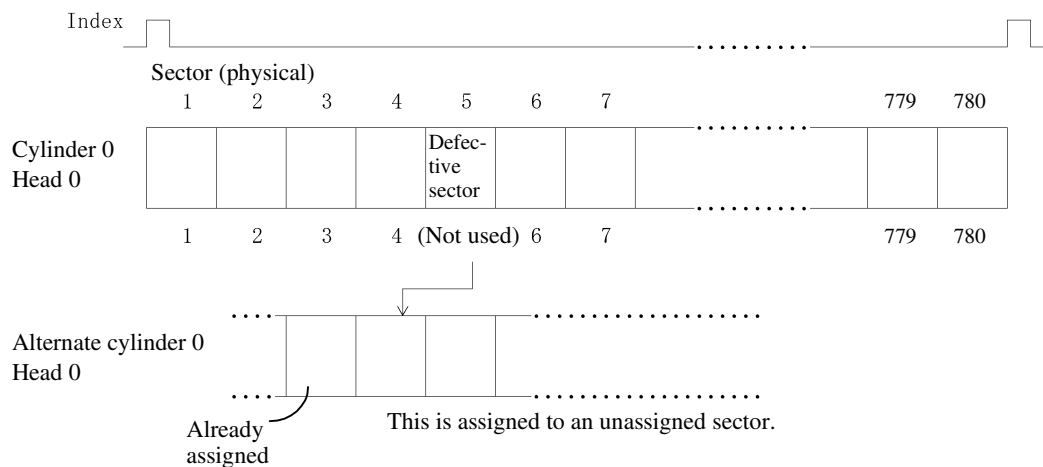 Index
Sector (physical)
1 2 3 4 5 6 7 779 780
Cylinder 0
Head 0
Defec-
tive
sector
1 2 3 4 (Not used) 6 7 779 780
Alternate cylinder 0
Head 0
Already
assigned
This is assigned to an unassigned sector.